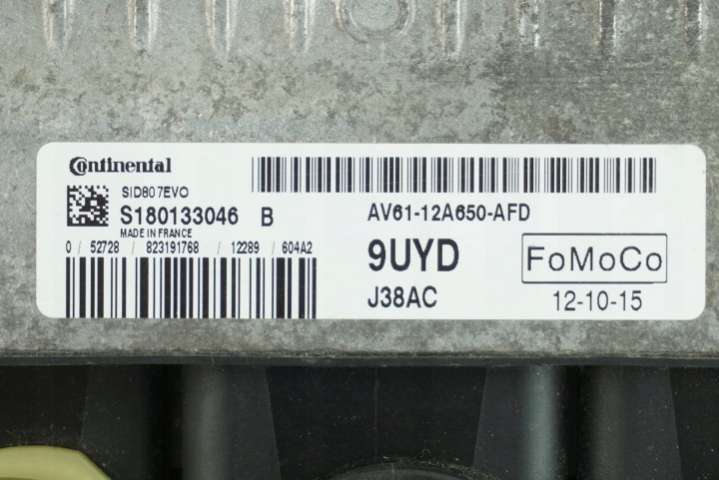 Continental
SID807EVO
S180133046 B
MADE IN FRANCE
0 / 52728 / 823191768 / 12289 / 604A2
AV61-12A650-AFD
9UYD
FoMoCo
J38AC
12-10-15